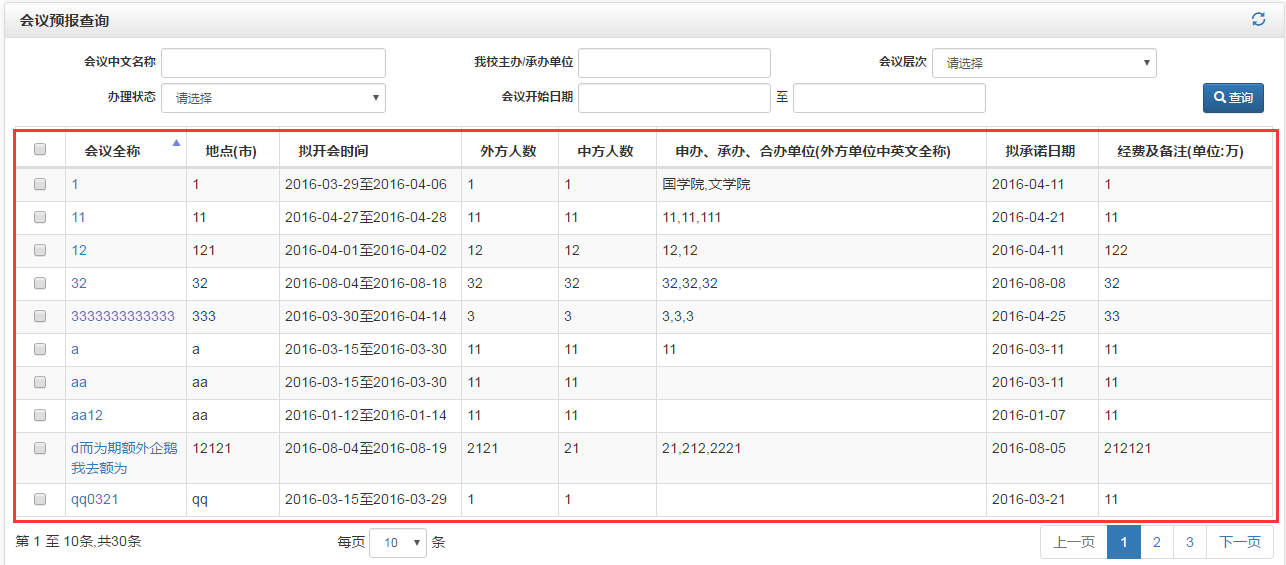 会议预报查询
会议中文名称 我校主办/承办单位 会议层次 请选择
办理状态 请选择 会议开始日期 至 查询
会议全称 地点(市) 拟开会时间 外方人数 中方人数 申办、承办、合办单位(外方单位中英文全称) 拟承诺日期 经费及备注(单位:万)
1 1 2016-03-29至2016-04-06 1 1 国学院,文学院 2016-04-11 1
11 11 2016-04-27至2016-04-28 11 11 11,11,111 2016-04-21 11
12 121 2016-04-01至2016-04-02 12 12 12,12 2016-04-11 122
32 32 2016-08-04至2016-08-18 32 32 32,32,32 2016-08-08 32
3333333333333 333 2016-03-30至2016-04-14 3 3 3,3,3 2016-04-25 33
a a 2016-03-15至2016-03-30 11 11 11 2016-03-11 11
aa aa 2016-03-15至2016-03-30 11 11 2016-03-11 11
aa12 aa 2016-01-12至2016-01-14 11 11 2016-01-07 11
d而为期额外企鹅 12121 2016-08-04至2016-08-19 2121 21 21,212,2221 2016-08-05 212121
我去额为
qq0321 qq 2016-03-15至2016-03-29 1 1 2016-03-21 11
第 1 至 10条,共30条 每页 10 条 上一页 1 2 3 下一页